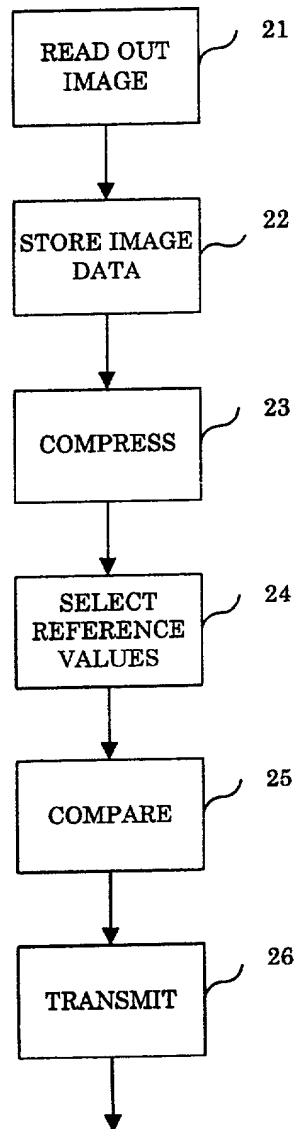 READ OUT
IMAGE
21
STORE IMAGE
DATA
22
COMPRESS
23
SELECT
REFERENCE
VALUES
24
COMPARE
25
TRANSMIT
26